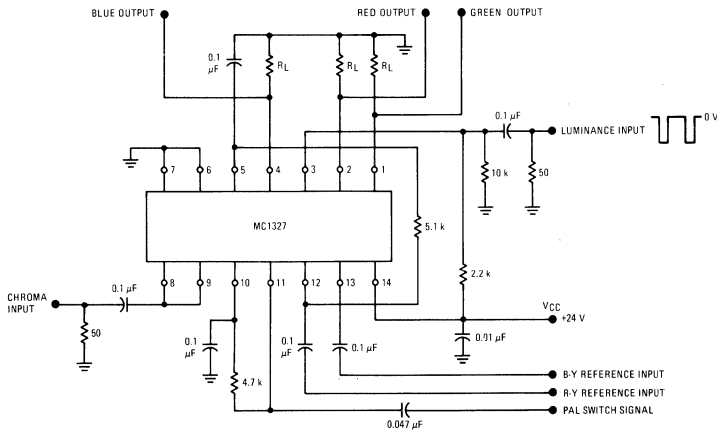 BLUE OUTPUT
RED OUTPUT
GREEN OUTPUT
0.1
µF
RL
RL
RL
0.1 µF
0 V
LUMINANCE INPUT
10 k
50
7
6
5
4
3
2
1
MC1327
5.1 k
2.2 k
8
9
10
11
12
13
14
0.1 µF
CHROMA
INPUT
50
0.1
µF
4.7 k
0.1
µF
0.1 µF
VCC
+24 V
0.01 µF
B-Y REFERENCE INPUT
R-Y REFERENCE INPUT
PAL SWITCH SIGNAL
0.047 µF